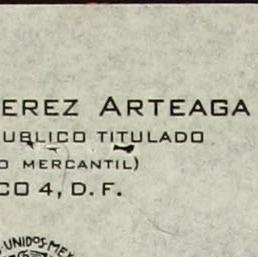 EREZ ARTEAGA
UBLICO TITULADO
O MERCANTIL)
CO 4, D. F.
UNIDOS MEX